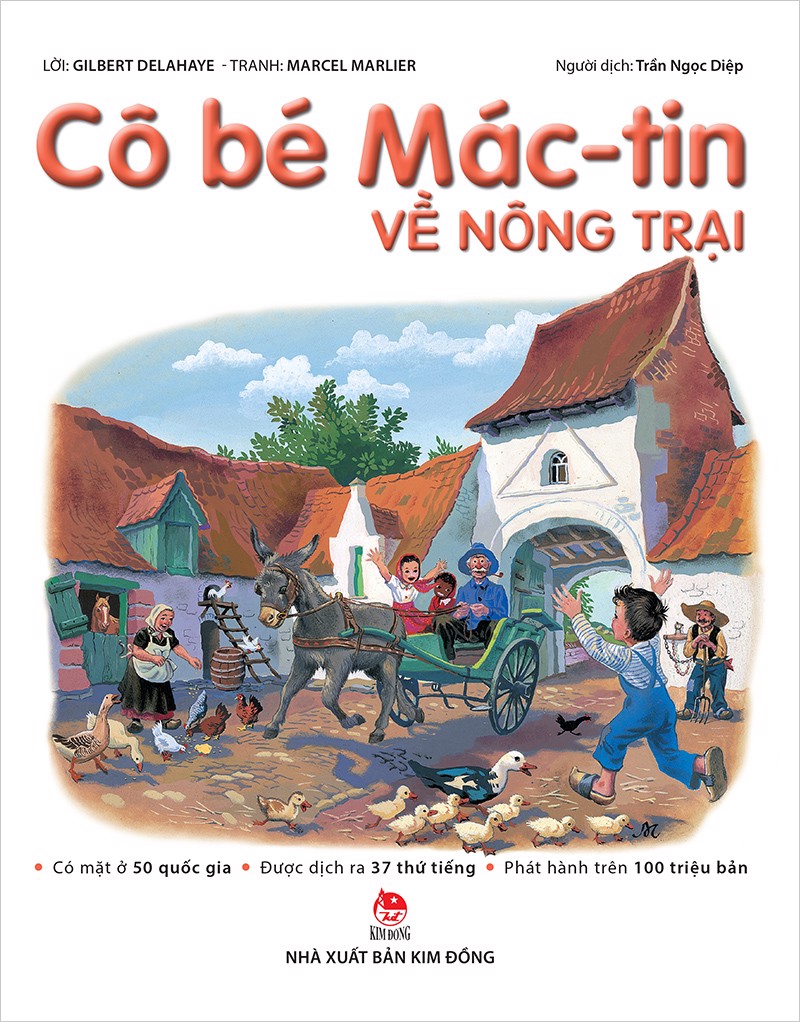 LỜI: GILBERT DELAHAYE - TRANH: MARCEL MARLIER
Người dịch: Trần Ngọc Diệp
Cô bé Mác-tin
VỀ NÔNG TRẠI
• Có mặt ở 50 quốc gia • Được dịch ra 37 thứ tiếng • Phát hành trên 100 triệu bản
KIM ĐỒNG
NHÀ XUẤT BẢN KIM ĐỒNG